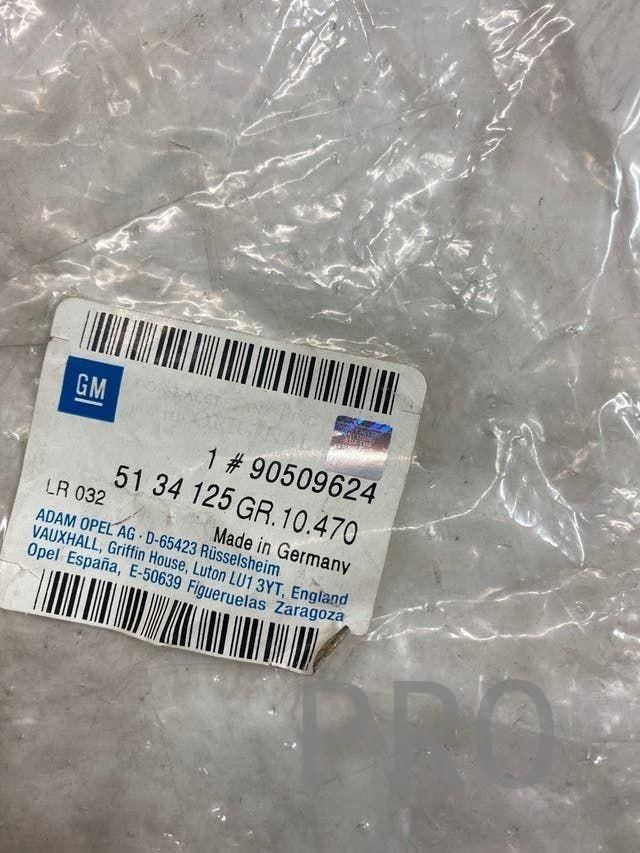 GM
1 # 90509624
51 34 125 GR.10.470
LR 032
Made in Germany
ADAM OPEL AG · D-65423 Rüsselsheim
VAUXHALL, Griffin House, Luton LU1 3YT, England
Opel España, E-50639 Figueruelas Zaragoza
PRO